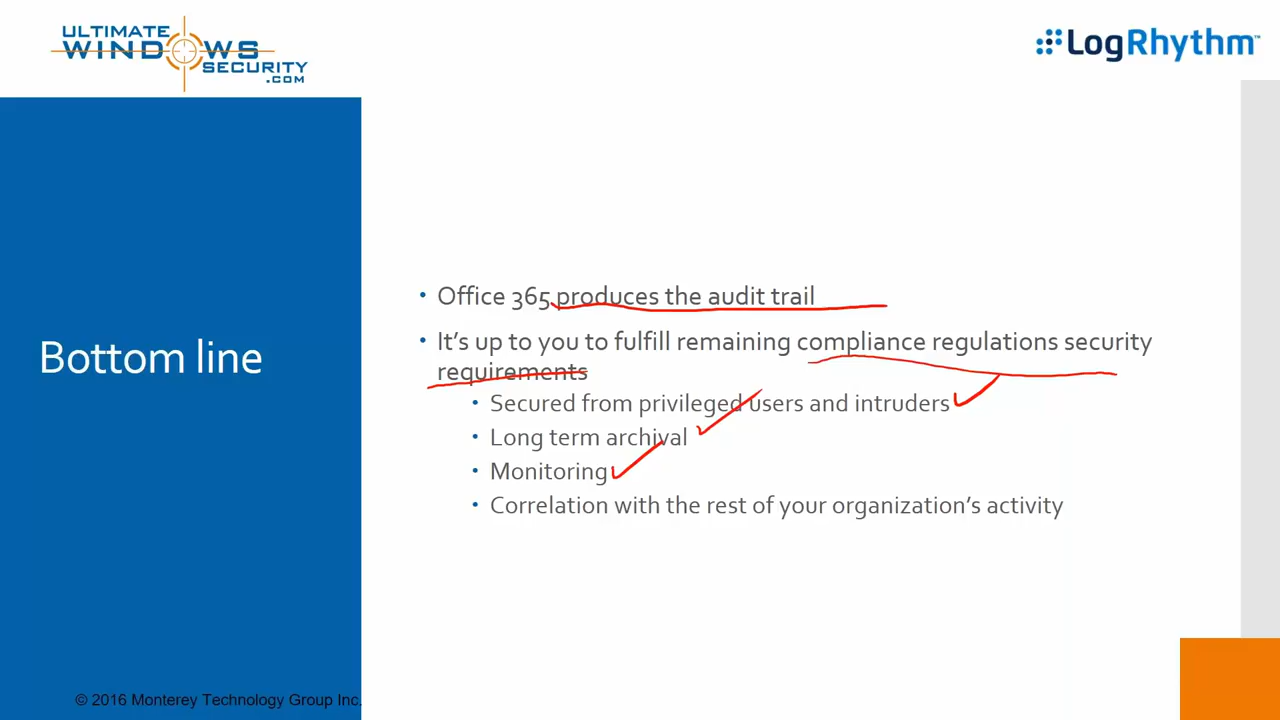 ULTIMATE
WINDOWS
SECURITY
.COM
LogRhythm™
Bottom line
• Office 365 produces the audit trail
• It's up to you to fulfill remaining compliance regulations security
requirements
• Secured from privileged users and intruders
• Long term archival
• Monitoring
• Correlation with the rest of your organization's activity
© 2016 Monterey Technology Group Inc.